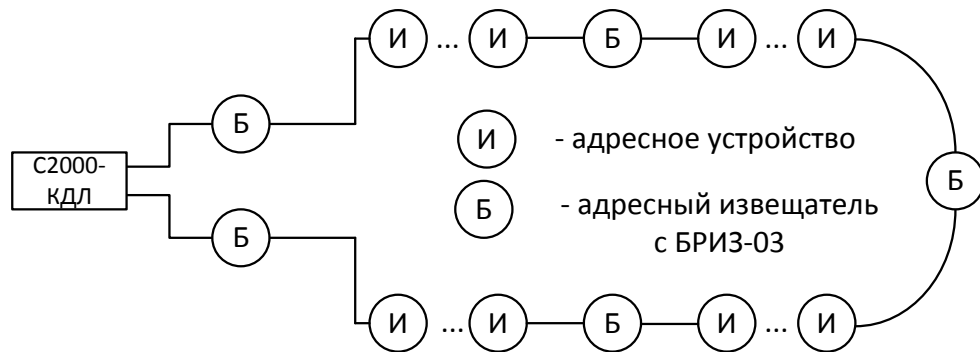 И ... И Б И ... И
Б
И - адресное устройство
С2000-
КДЛ
Б
Б - адресный извещатель
с БРИЗ-03
Б
И ... И Б И ... И